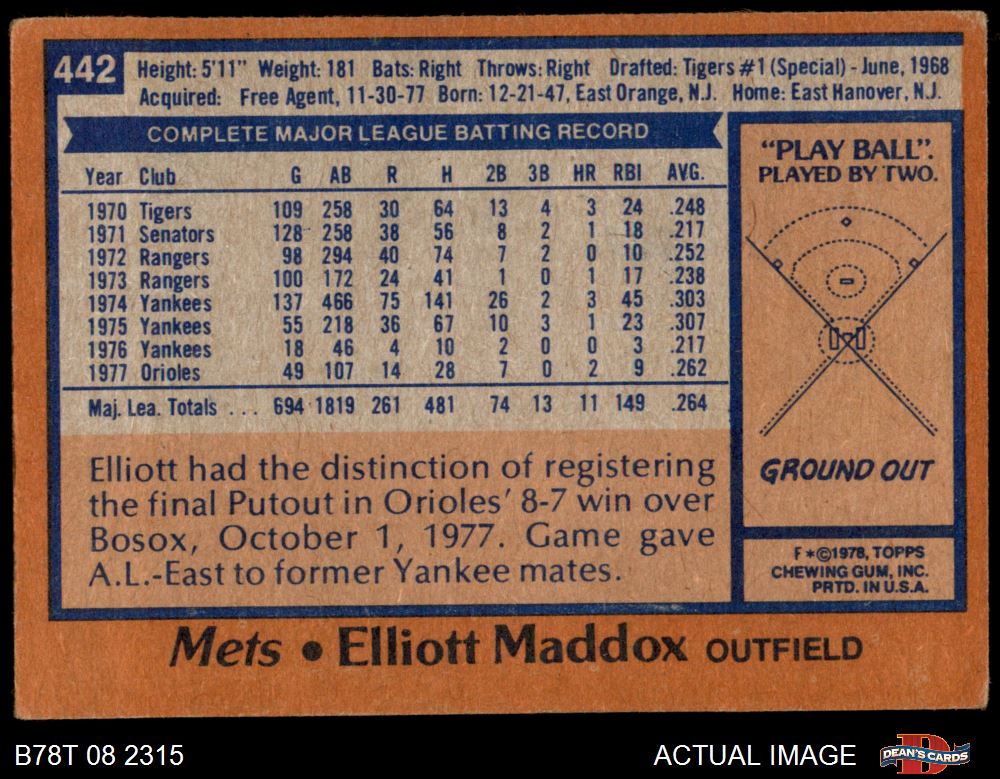 442
Height: 5'11" Weight: 181 Bats: Right Throws: Right Drafted: Tigers #1 (Special) - June, 1968
Acquired: Free Agent, 11-30-77 Born: 12-21-47, East Orange, N.J. Home: East Hanover, N.J.
COMPLETE MAJOR LEAGUE BATTING RECORD
Year Club G AB R H 2B 3B HR RBI AVG.
1970 Tigers 109 258 30 64 13 4 3 24 .248
1971 Senators 128 258 38 56 8 2 1 18 .217
1972 Rangers 98 294 40 74 7 2 0 10 .252
1973 Rangers 100 172 24 41 1 0 1 17 .238
1974 Yankees 137 466 75 141 26 2 3 45 .303
1975 Yankees 55 218 36 67 10 3 1 23 .307
1976 Yankees 18 46 4 10 2 0 0 3 .217
1977 Orioles 49 107 14 28 7 0 2 9 .262
Maj. Lea. Totals . . . 694 1819 261 481 74 13 11 149 .264
Elliott had the distinction of registering
the final Putout in Orioles' 8-7 win over
Bosox, October 1, 1977. Game gave
A.L.-East to former Yankee mates.
"PLAY BALL".
PLAYED BY TWO.
GROUND OUT
F*©1978, TOPPS
CHEWING GUM, INC.
PRTD. IN U.S.A.
Mets • Elliott Maddox OUTFIELD
B78T 08 2315
ACTUAL IMAGE
DEAN'S CARDS